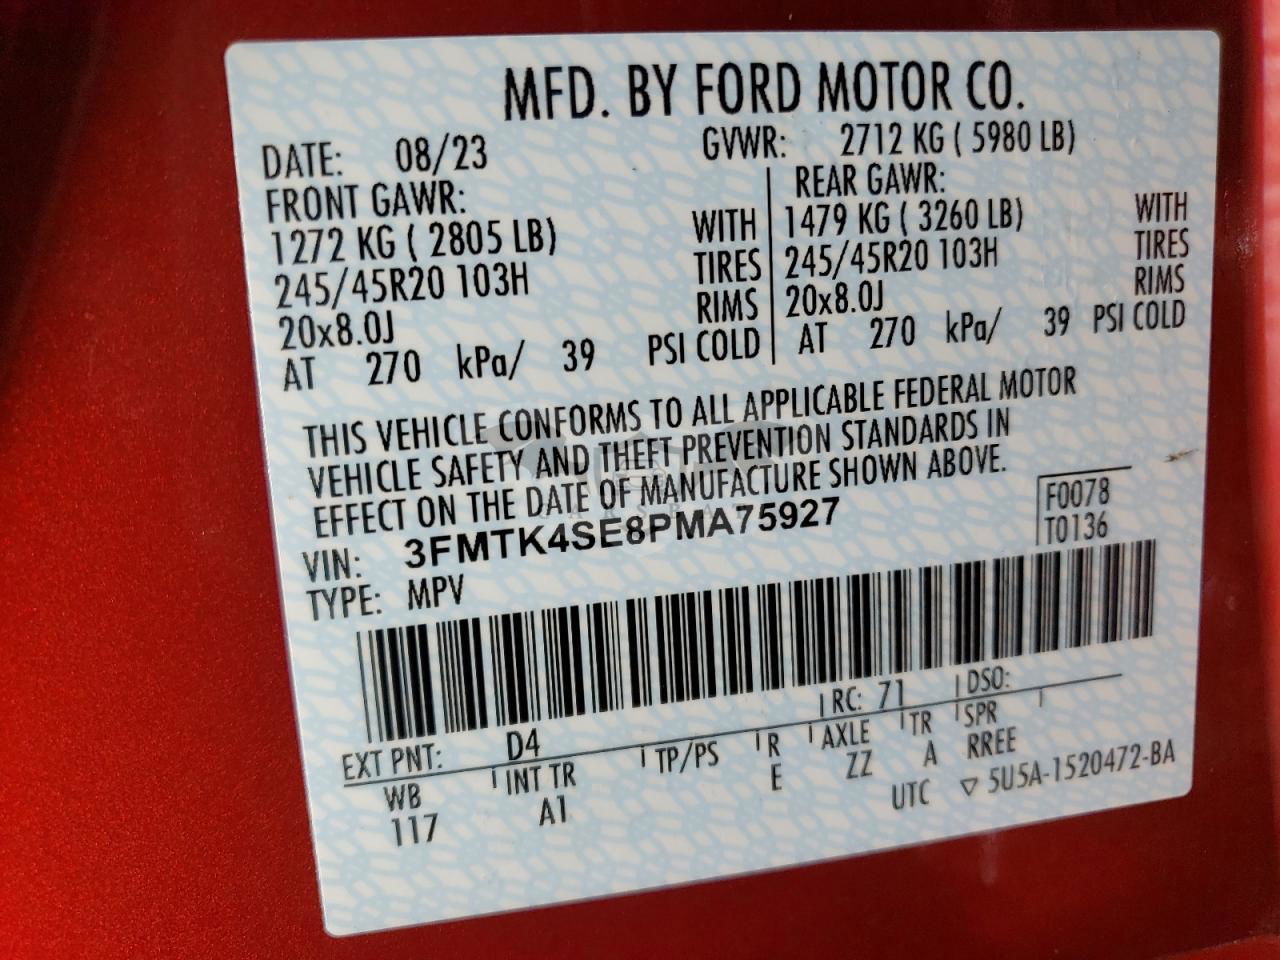 MFD. BY FORD MOTOR CO.
DATE: 08/23 GVWR: 2712 KG ( 5980 LB)
FRONT GAWR: REAR GAWR:
1272 KG ( 2805 LB) WITH 1479 KG ( 3260 LB) WITH
245/45R20 103H TIRES 245/45R20 103H TIRES
20x8.0J RIMS 20x8.0J RIMS
AT 270 kPa/ 39 PSI COLD AT 270 kPa/ 39 PSI COLD
THIS VEHICLE CONFORMS TO ALL APPLICABLE FEDERAL MOTOR
VEHICLE SAFETY AND THEFT PREVENTION STANDARDS IN
EFFECT ON THE DATE OF MANUFACTURE SHOWN ABOVE.
VIN: 3FMTK4SE8PMA75927 F0078
TYPE: MPV T0136
EXT PNT: D4 RC: 71 DSO:
WB INT TR TP/PS R AXLE TR SPR
117 A1 E ZZ A RREE
UTC ▽ 5U5A-1520472-BA